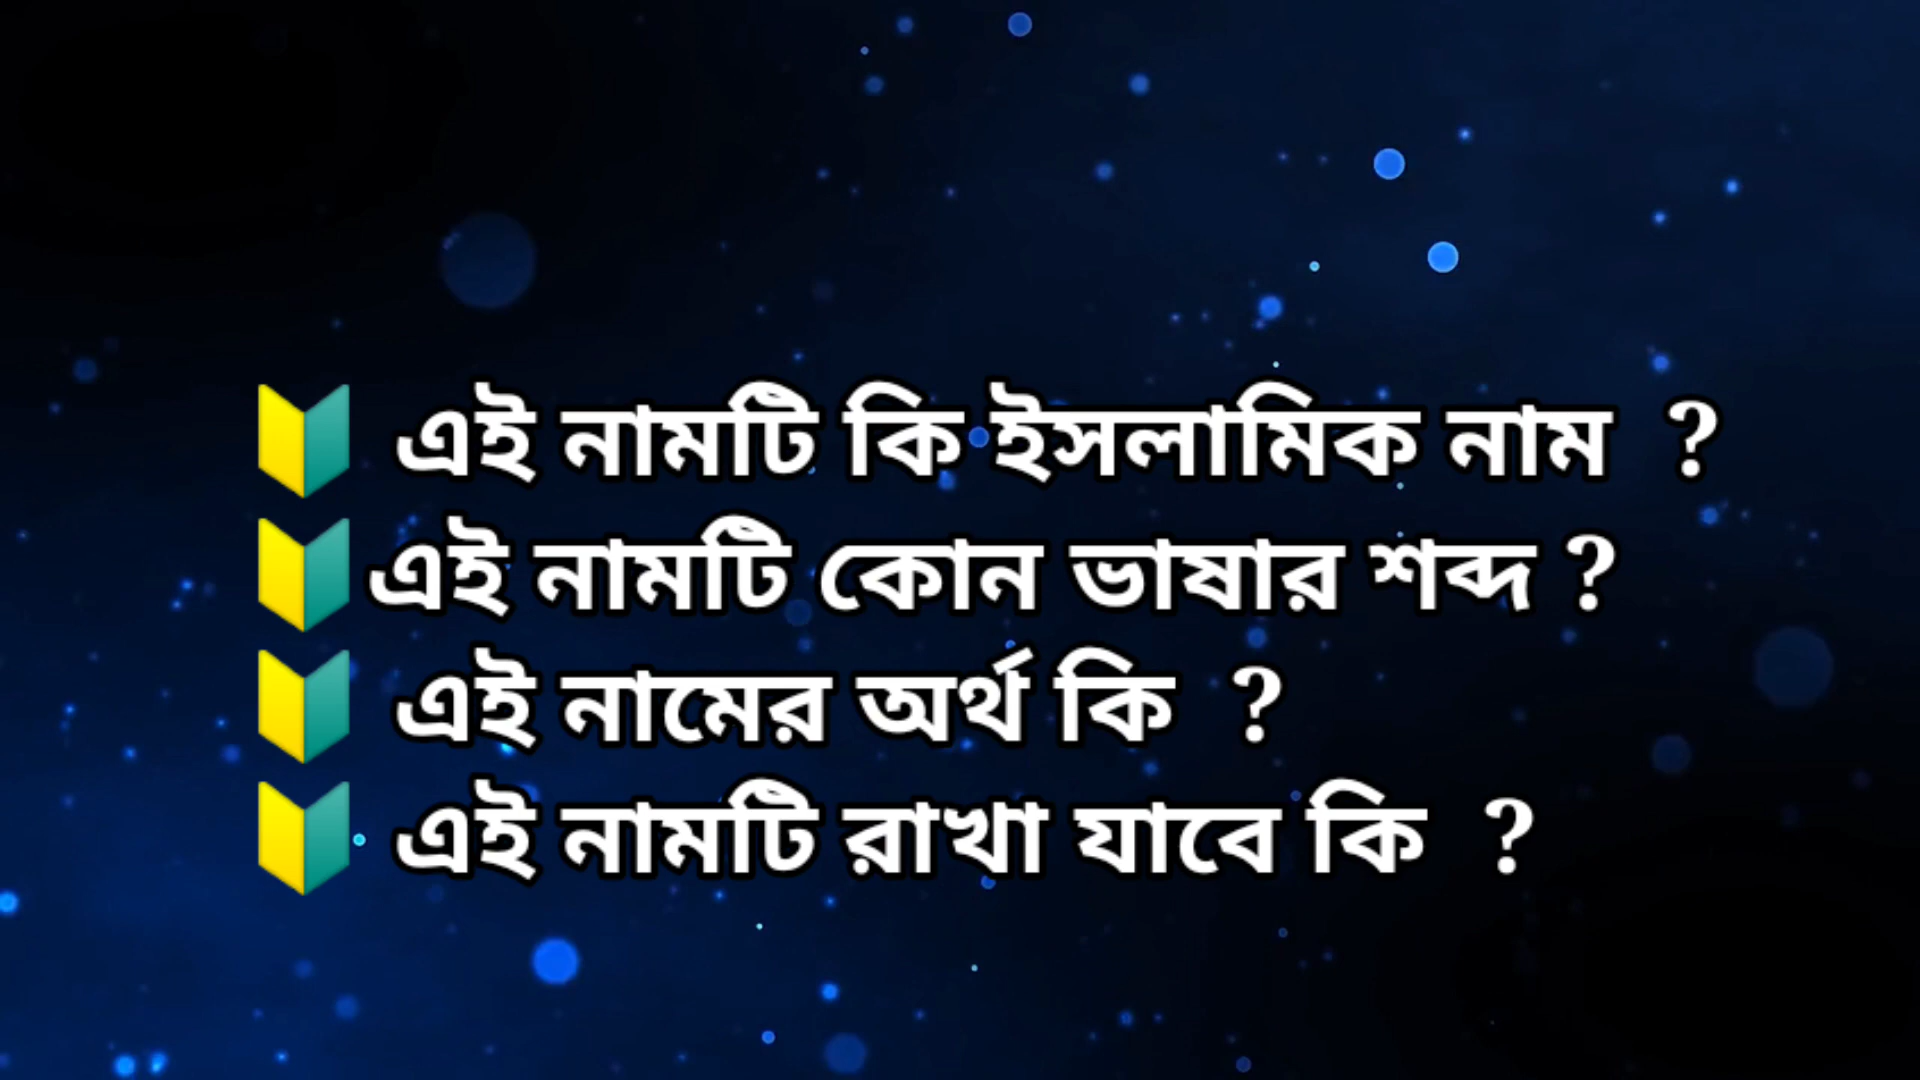 🔰 এই নামটি কি ইসলামিক নাম ?
🔰 এই নামটি কোন ভাষার শব্দ ?
🔰 এই নামের অর্থ কি ?
🔰 এই নামটি রাখা যাবে কি ?